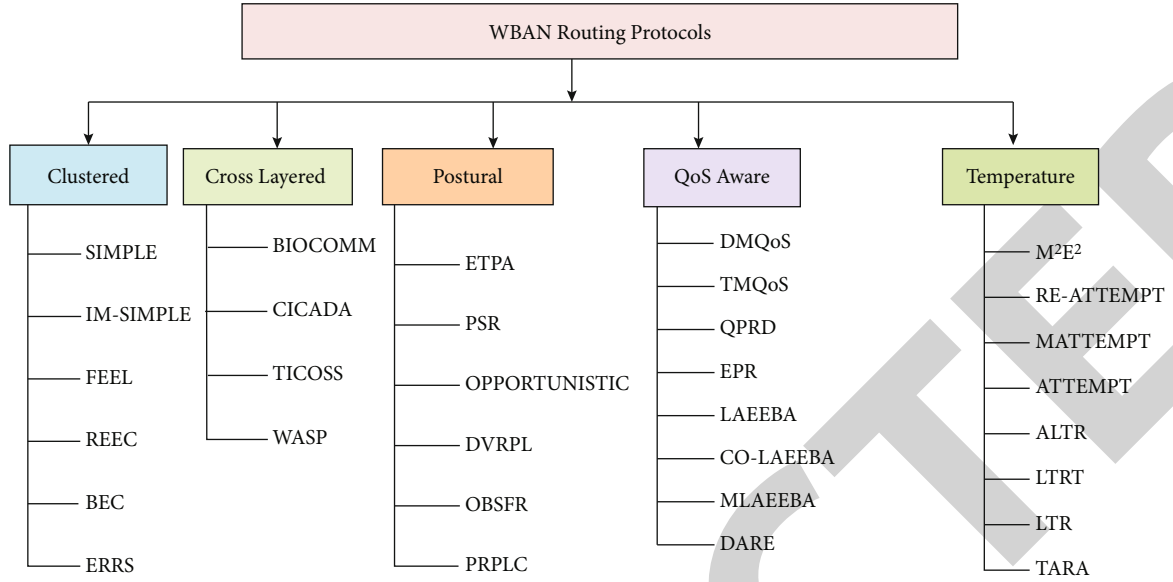 WBAN Routing Protocols
Clustered
SIMPLE
IM-SIMPLE
FEEL
REEC
BEC
ERRS
Cross Layered
BIOCOMM
CICADA
TICOSS
WASP
Postural
ETPA
PSR
OPPORTUNISTIC
DVRPL
OBSFR
PRPLC
QoS Aware
DMQoS
TMQoS
QPRD
EPR
LAEEBA
CO-LAEEBA
MLAEEBA
DARE
Temperature
M²E²
RE-ATTEMPT
MATTEMPT
ATTEMPT
ALTR
LTRT
LTR
TARA